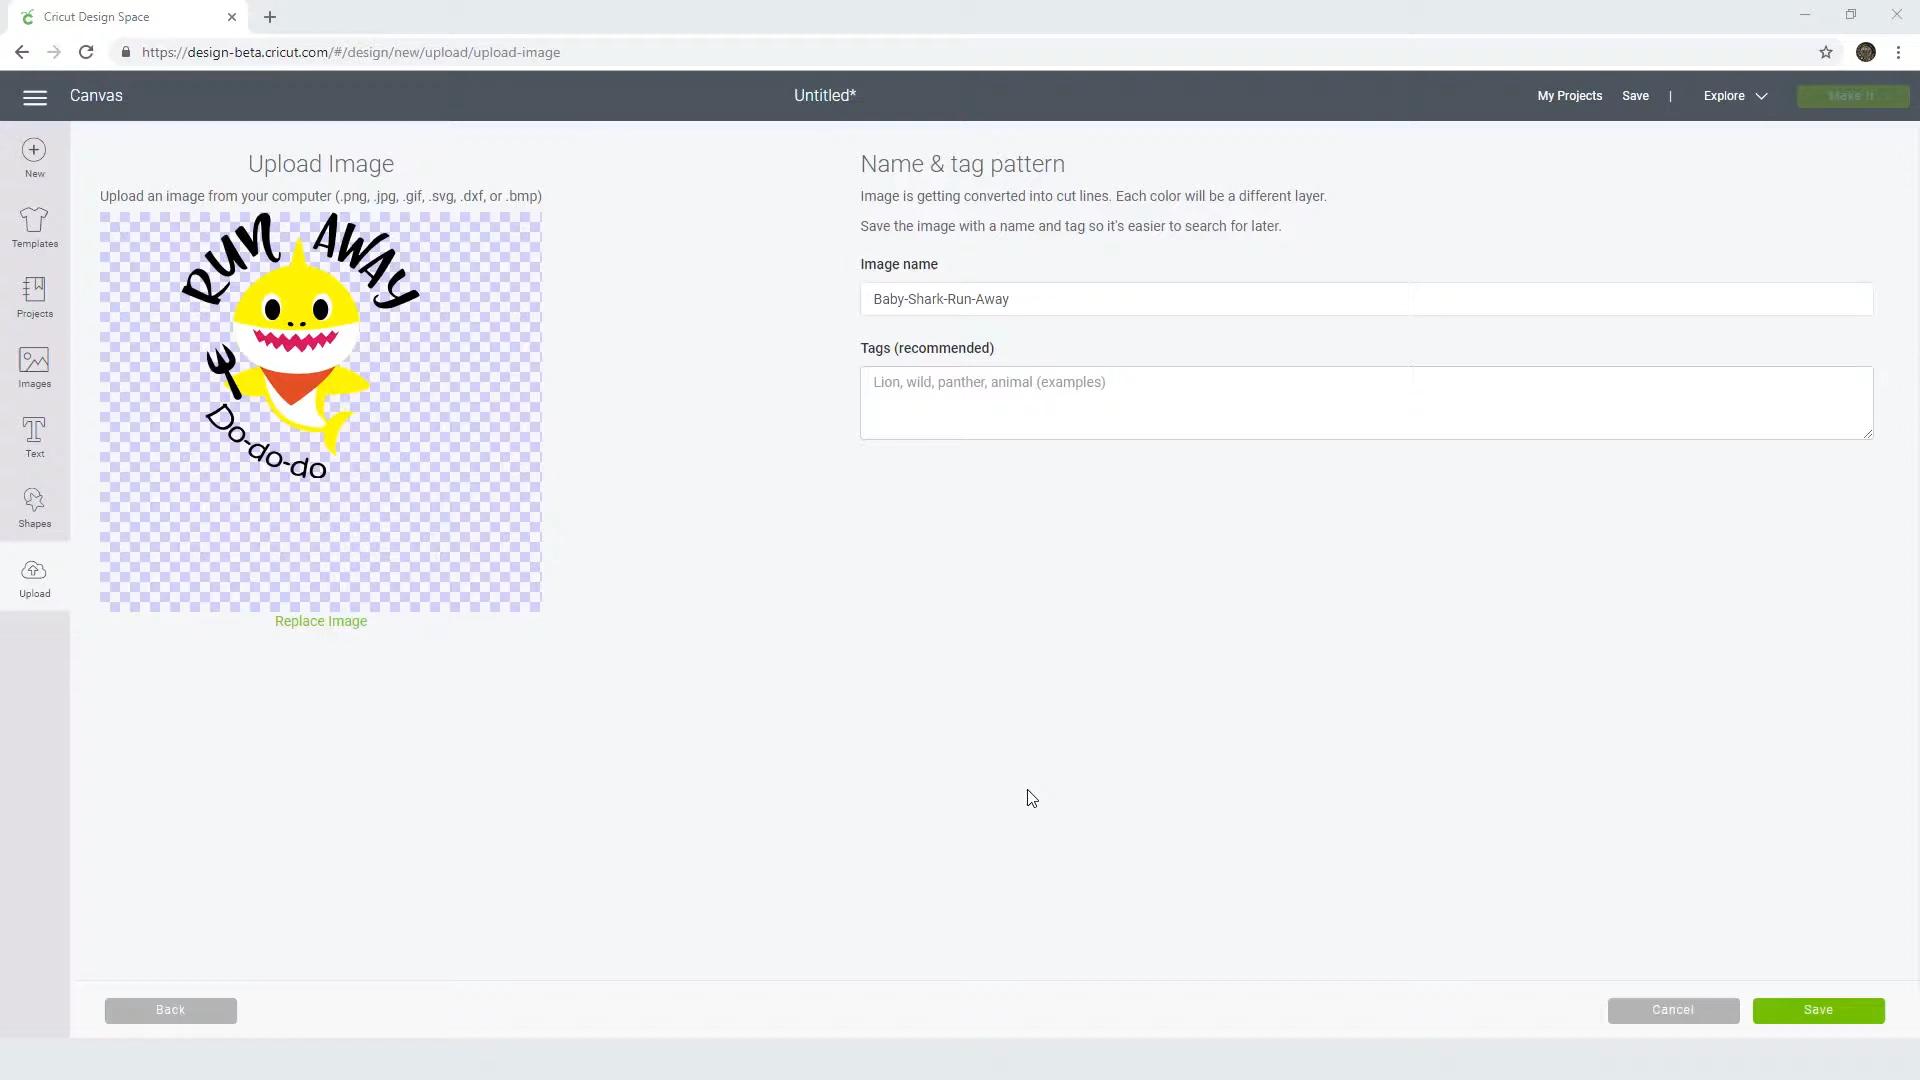 Cricut Design Space
https://design-beta.cricut.com/#/design/new/upload/upload-image
Canvas
Untitled*
My Projects
Save
|
Explore
Make It
New
Templates
Projects
Images
Text
Shapes
Upload
Upload Image
Upload an image from your computer (.png, .jpg, .gif, .svg, .dxf, or .bmp)
RUN AWAY
Do-do-do
Replace Image
Name & tag pattern
Image is getting converted into cut lines. Each color will be a different layer.
Save the image with a name and tag so it's easier to search for later.
Image name
Baby-Shark-Run-Away
Tags (recommended)
Lion, wild, panther, animal (examples)
Back
Cancel
Save